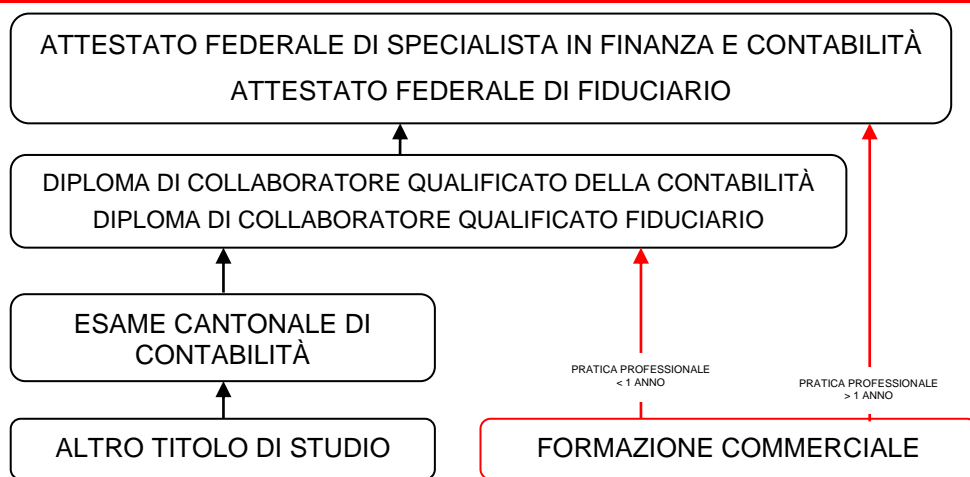 ATTESTATO FEDERALE DI SPECIALISTA IN FINANZA E CONTABILITÀ
ATTESTATO FEDERALE DI FIDUCIARIO
DIPLOMA DI COLLABORATORE QUALIFICATO DELLA CONTABILITÀ
DIPLOMA DI COLLABORATORE QUALIFICATO FIDUCIARIO
ESAME CANTONALE DI
CONTABILITÀ
PRATICA PROFESSIONALE
< 1 ANNO
PRATICA PROFESSIONALE
> 1 ANNO
ALTRO TITOLO DI STUDIO
FORMAZIONE COMMERCIALE